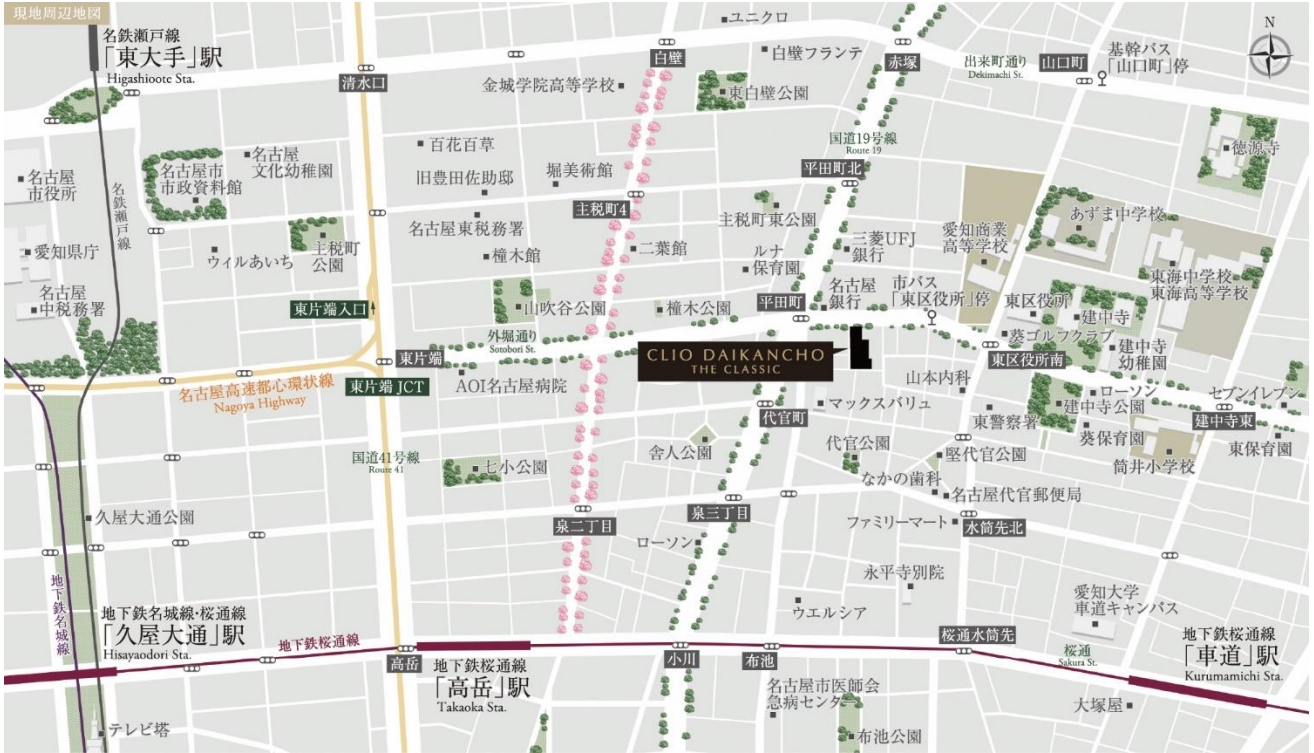 現地周辺地図
名鉄瀬戸線
「東大手」駅
Higashioote Sta.
清水口
白壁
ユニクロ
白壁フランテ
赤塚
出来町通り
Dekimachi St.
山口町
基幹バス
「山口町」停
N
金城学院高等学校
東白壁公園
国道19号線
Route 19
平田町北
徳源寺
名古屋
市役所
名鉄瀬戸線
名古屋市
市政資料館
名古屋
文化幼稚園
百花百草
旧豊田佐助邸
堀美術館
主税町4
名古屋東税務署
主税町東公園
あずま中学校
愛知商業
高等学校
愛知県庁
ウィルあいち
主税町
公園
橦木館
二葉館
ルナ
保育園
三菱UFJ
銀行
東海中学校
東海高等学校
名古屋
中税務署
東片端入口
山吹谷公園
橦木公園
平田町
名古屋
銀行
市バス
「東区役所」停
東区役所
建中寺
葵ゴルフクラブ
外堀通り
Sotobori St.
東片端
東片端 JCT
CLIO DAIKANCHO
THE CLASSIC
東区役所南
建中寺
幼稚園
名古屋高速都心環状線
Nagoya Highway
AOI名古屋病院
山本内科
マックスバリュ
代官町
東警察署
ローソン
建中寺公園
葵保育園
セブンイレブン
建中寺東
東保育園
筒井小学校
国道41号線
Route 41
七小公園
舎人公園
代官公園
堅代官公園
なかの歯科
名古屋代官郵便局
久屋大通公園
泉二丁目
泉三丁目
ローソン
ファミリーマート
水筒先北
永平寺別院
ウエルシア
愛知大学
車道キャンパス
地下鉄名城線
地下鉄名城線・桜通線
「久屋大通」駅
Hisayaodori Sta.
地下鉄桜通線
高岳
地下鉄桜通線
「高岳」駅
Takaoka Sta.
小川
布池
桜通水筒先
桜通
Sakura St.
地下鉄桜通線
「車道」駅
Kurumamichi Sta.
テレビ塔
名古屋市医師会
急病センター
布池公園
大塚屋